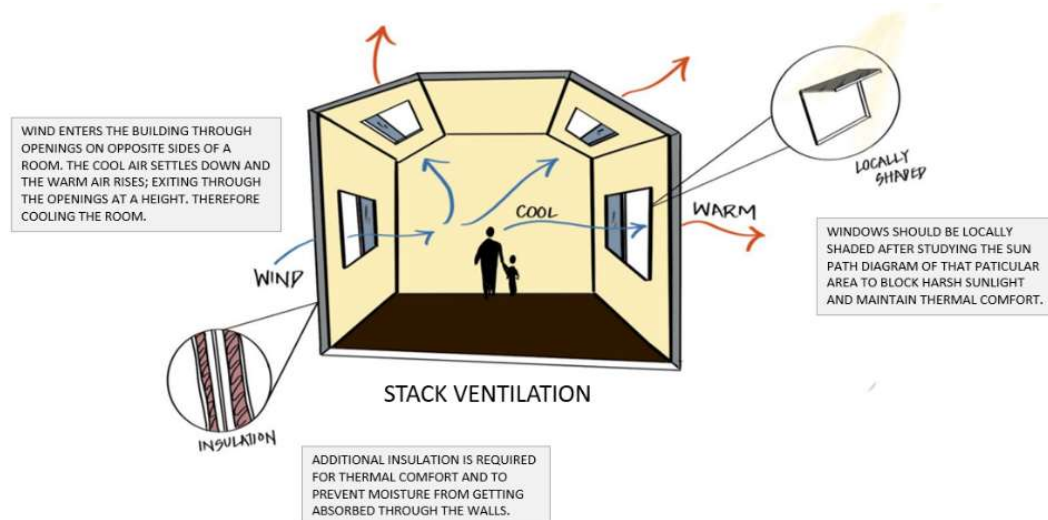 WIND ENTERS THE BUILDING THROUGH
OPENINGS ON OPPOSITE SIDES OF A
ROOM. THE COOL AIR SETTLES DOWN AND
THE WARM AIR RISES; EXITING THROUGH
THE OPENINGS AT A HEIGHT. THEREFORE
COOLING THE ROOM.
LOCALLY
SHADED
COOL
WARM
WIND
WINDOWS SHOULD BE LOCALLY
SHADED AFTER STUDYING THE SUN
PATH DIAGRAM OF THAT PATICULAR
AREA TO BLOCK HARSH SUNLIGHT
AND MAINTAIN THERMAL COMFORT.
STACK VENTILATION
INSULATION
ADDITIONAL INSULATION IS REQUIRED
FOR THERMAL COMFORT AND TO
PREVENT MOISTURE FROM GETTING
ABSORBED THROUGH THE WALLS.